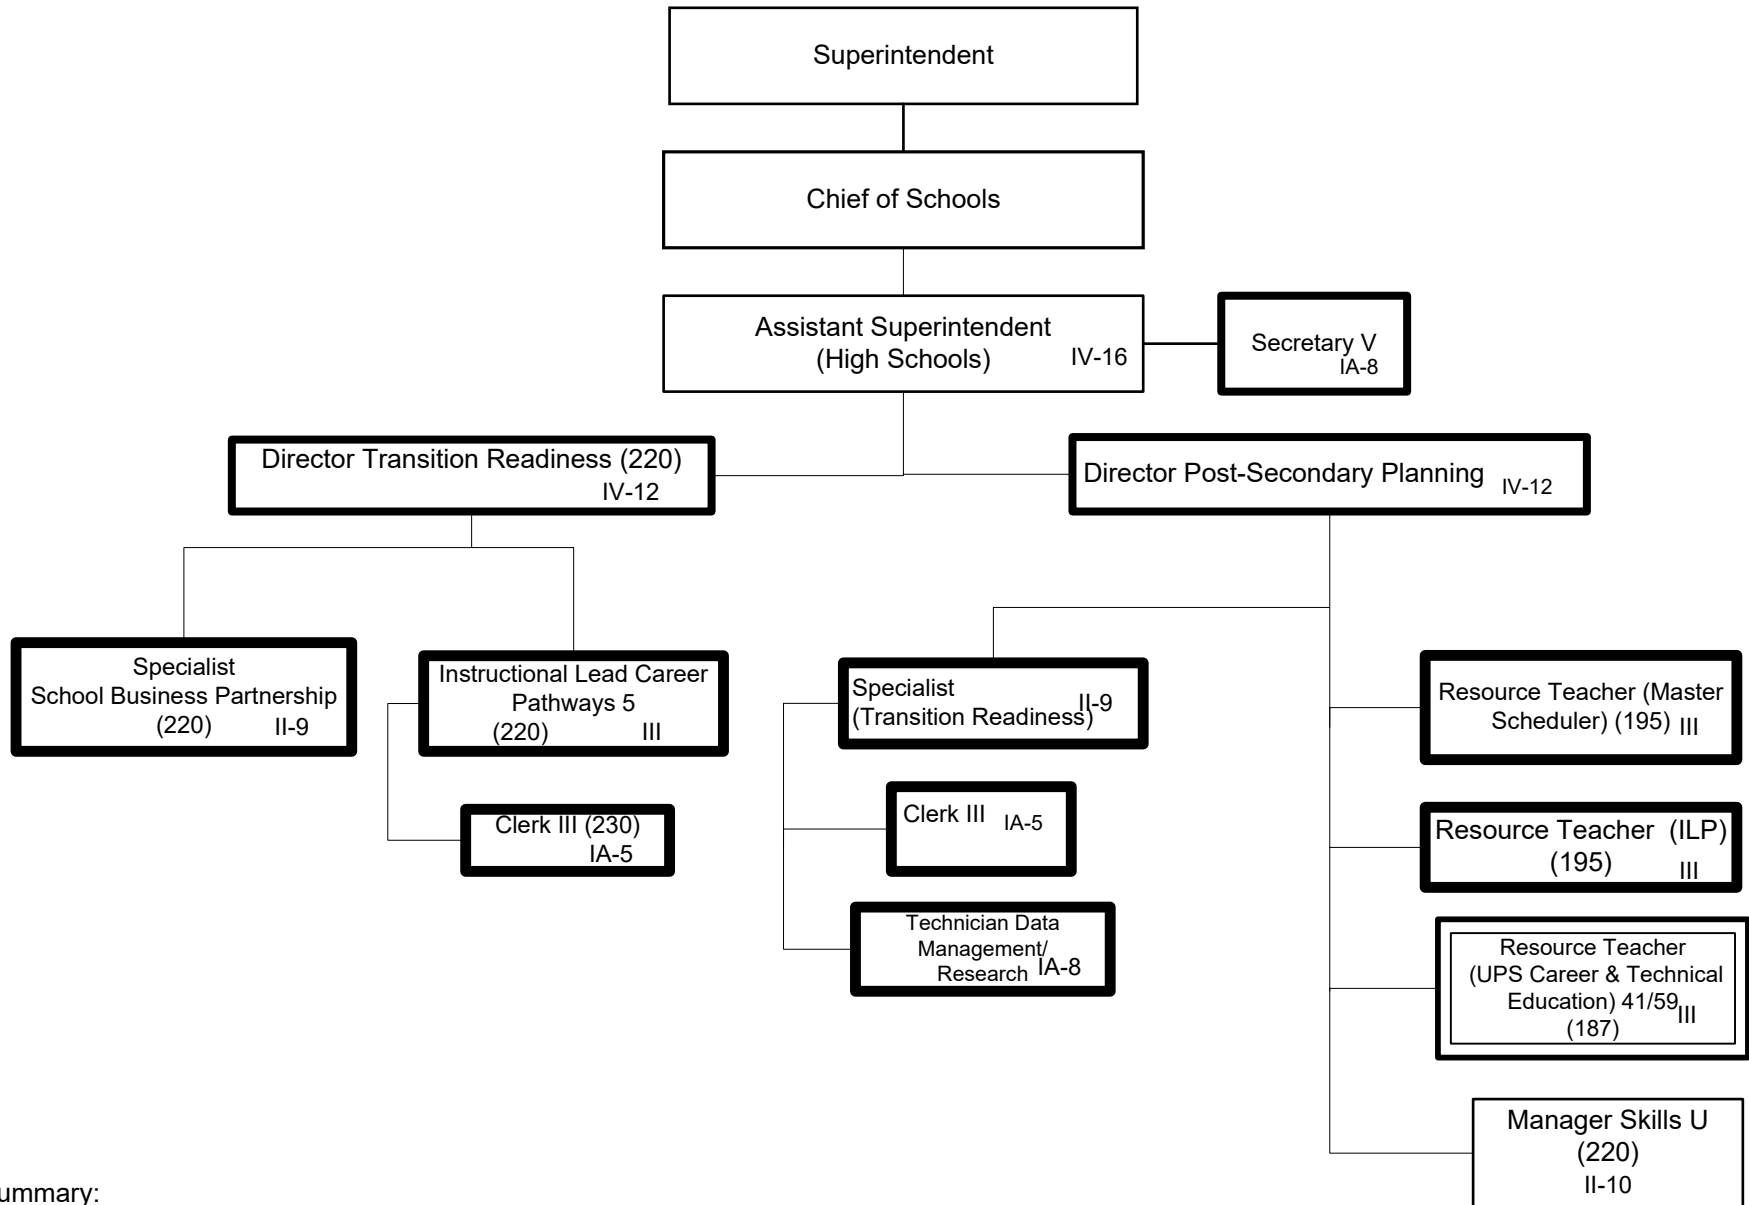 Superintendent
Chief of Schools
Assistant Superintendent
(High Schools) IV-16
Secretary V
IA-8
Director Transition Readiness (220)
IV-12
Director Post-Secondary Planning IV-12
Specialist
School Business Partnership
(220) II-9
Instructional Lead Career
Pathways 5
(220) III
Clerk III (230)
IA-5
Specialist
(Transition Readiness) II-9
Clerk III IA-5
Technician Data
Management/
Research IA-8
Resource Teacher (Master
Scheduler) (195) III
Resource Teacher (ILP)
(195) III
Resource Teacher
(UPS Career & Technical
Education) 41/59 III
(187)
Manager Skills U
(220)
II-10
ummary: